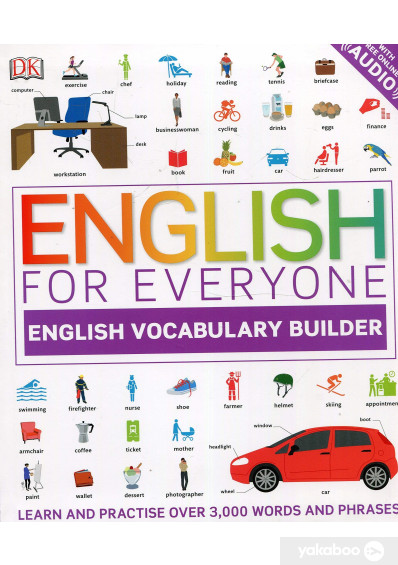 DK
WITH
FREE ONLINE
AUDIO
exercise
chef
holiday
reading
tennis
briefcase
computer
chair
lamp
desk
workstation
businesswoman
cycling
drinks
eggs
finance
book
fruit
car
hairdresser
parrot
ENGLISH
FOR EVERYONE
ENGLISH VOCABULARY BUILDER
swimming
firefighter
nurse
shoe
farmer
helmet
skiing
appointment
armchair
coffee
ticket
mother
headlight
window
boot
paint
wallet
dessert
photographer
wheel
car
LEARN AND PRACTISE OVER 3,000 WORDS AND PHRASES
yakaboo